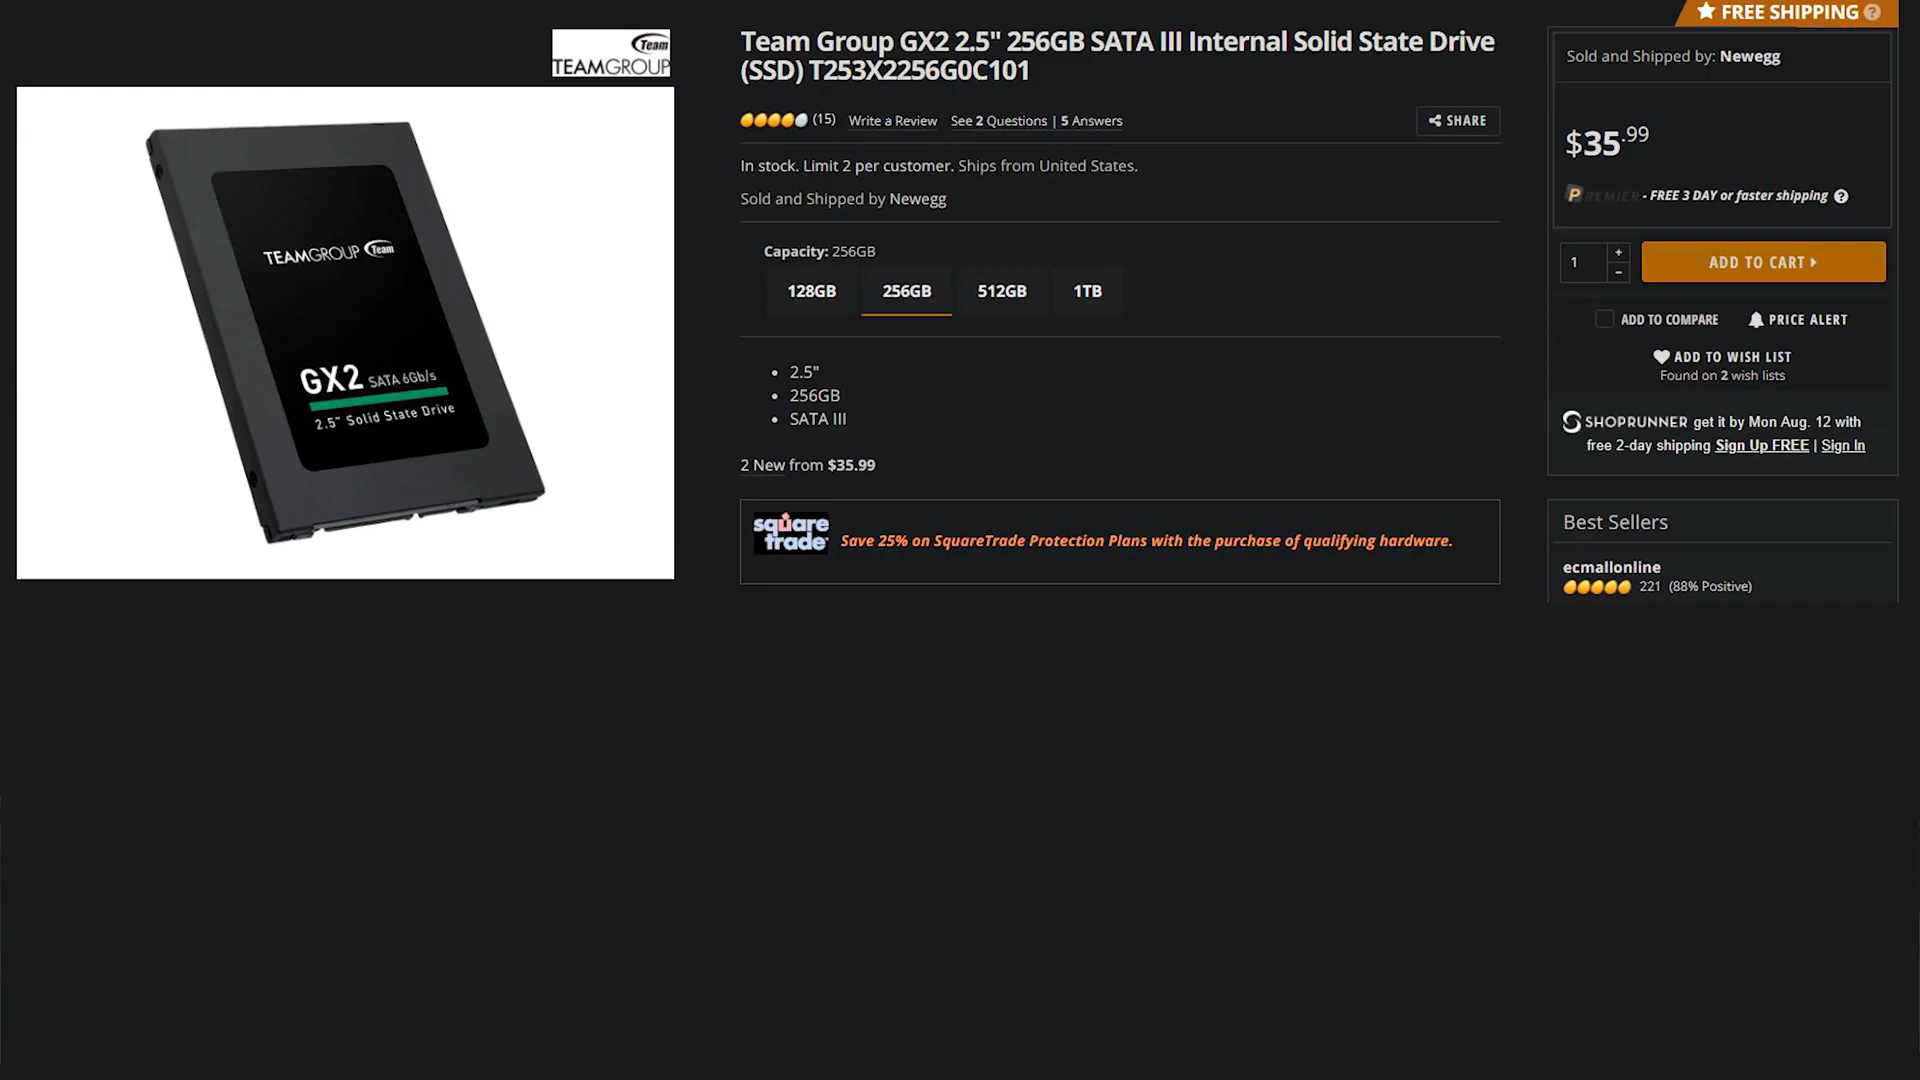 FREE SHIPPING ?
Team
TEAMGROUP
Team Group GX2 2.5" 256GB SATA III Internal Solid State Drive
(SSD) T253X2256G0C101
(15) Write a Review See 2 Questions | 5 Answers
SHARE
In stock. Limit 2 per customer. Ships from United States.
Sold and Shipped by Newegg
Capacity: 256GB
128GB 256GB 512GB 1TB
2.5"
256GB
SATA III
2 New from $35.99
square
trade
Save 25% on SquareTrade Protection Plans with the purchase of qualifying hardware.
TEAMGROUP Team
GX2 SATA 6Gb/s
2.5" Solid State Drive
Sold and Shipped by: Newegg
$35.99
PREMIER - FREE 3 DAY or faster shipping ?
1 + -
ADD TO CART
ADD TO COMPARE PRICE ALERT
ADD TO WISH LIST
Found on 2 wish lists
SHOPRUNNER get it by Mon Aug. 12 with
free 2-day shipping Sign Up FREE | Sign In
Best Sellers
ecmallonline
221 (88% Positive)